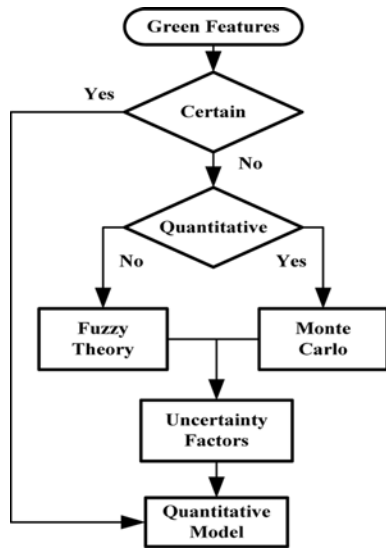 Green Features
Yes
Certain
No
Quantitative
No
Yes
Fuzzy
Theory
Monte
Carlo
Uncertainty
Factors
Quantitative
Model